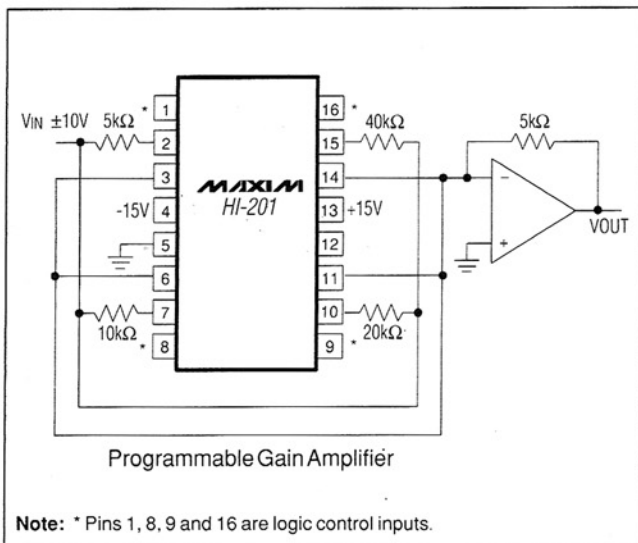 * 1 16 *
VIN ±10V 5kΩ 40kΩ 5kΩ
2 15
3 MAXIM 14 −
-15V 4 HI-201 13 +15V
VOUT
5 12 +
6 11
7 10
10kΩ 20kΩ
8 * * 9
Programmable Gain Amplifier
Note: * Pins 1, 8, 9 and 16 are logic control inputs.